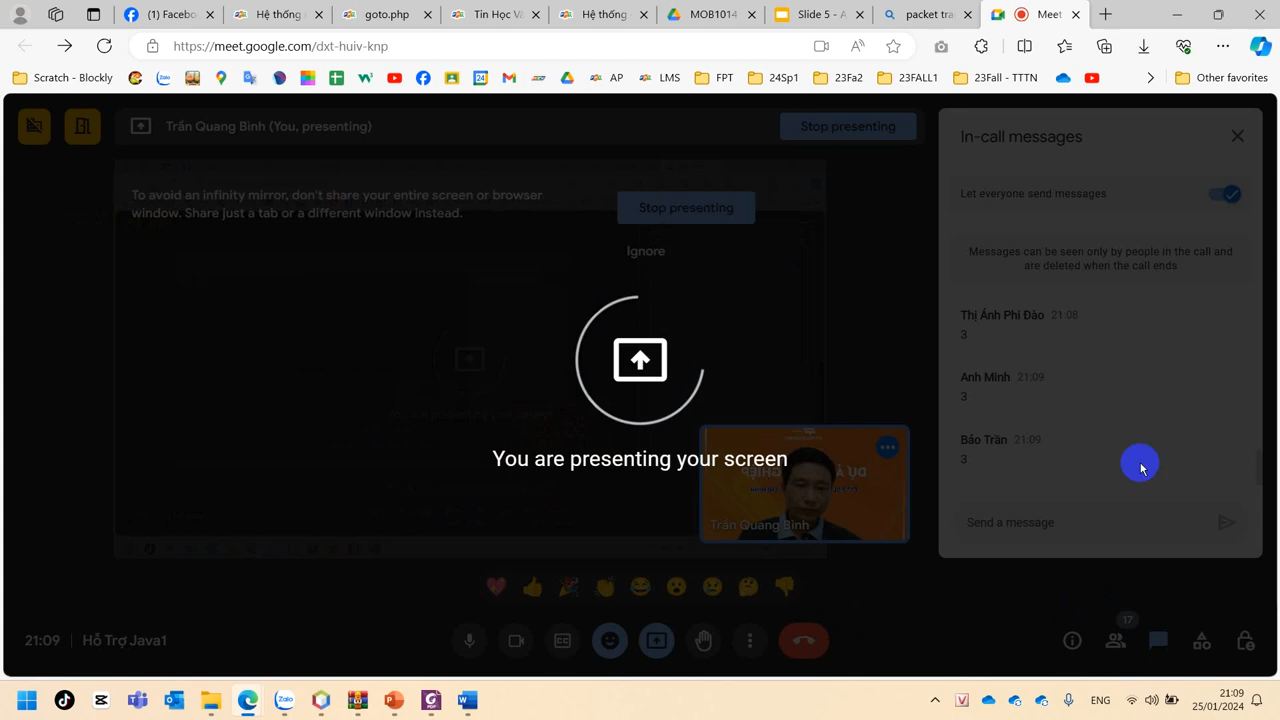 (1) Facebo
Hệ thống
goto.php
Tin Học Vă
Hệ thống
MOB1014
Slide 5 - A
packet tra
Meet
https://meet.google.com/dxt-huiv-knp
Scratch - Blockly
AP
LMS
FPT
24Sp1
23Fa2
23FALL1
23Fall - TTTN
Other favorites
Trần Quang Bình (You, presenting)
Stop presenting
To avoid an infinity mirror, don't share your entire screen or browser
window. Share just a tab or a different window instead.
Stop presenting
Ignore
You are presenting your screen
Trần Quang Bình
In-call messages
Let everyone send messages
Messages can be seen only by people in the call and
are deleted when the call ends
Thị Ánh Phi Đào 21:08
3
Anh Minh 21:09
3
Bảo Trần 21:09
3
Send a message
21:09 | Hỗ Trợ Java1
17
ENG
21:09
25/01/2024